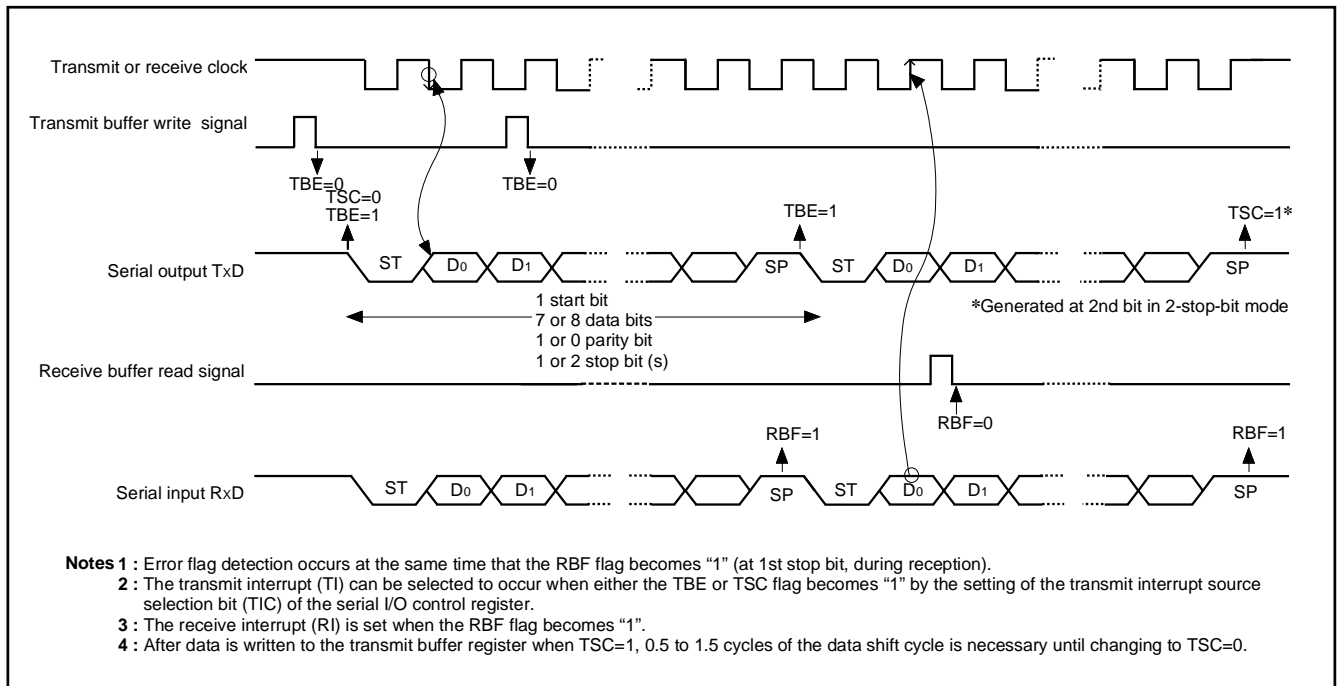 Transmit or receive clock
Transmit buffer write signal
TBE=0
TSC=0
TBE=1
TBE=0
TBE=1
TSC=1*
Serial output TxD
ST
D0
D1
SP
ST
D0
D1
SP
1 start bit
7 or 8 data bits
1 or 0 parity bit
1 or 2 stop bit (s)
*Generated at 2nd bit in 2-stop-bit mode
Receive buffer read signal
RBF=0
RBF=1
RBF=1
Serial input RxD
ST
D0
D1
SP
ST
D0
D1
SP
Notes 1 : Error flag detection occurs at the same time that the RBF flag becomes “1” (at 1st stop bit, during reception).
2 : The transmit interrupt (TI) can be selected to occur when either the TBE or TSC flag becomes “1” by the setting of the transmit interrupt source
selection bit (TIC) of the serial I/O control register.
3 : The receive interrupt (RI) is set when the RBF flag becomes “1”.
4 : After data is written to the transmit buffer register when TSC=1, 0.5 to 1.5 cycles of the data shift cycle is necessary until changing to TSC=0.